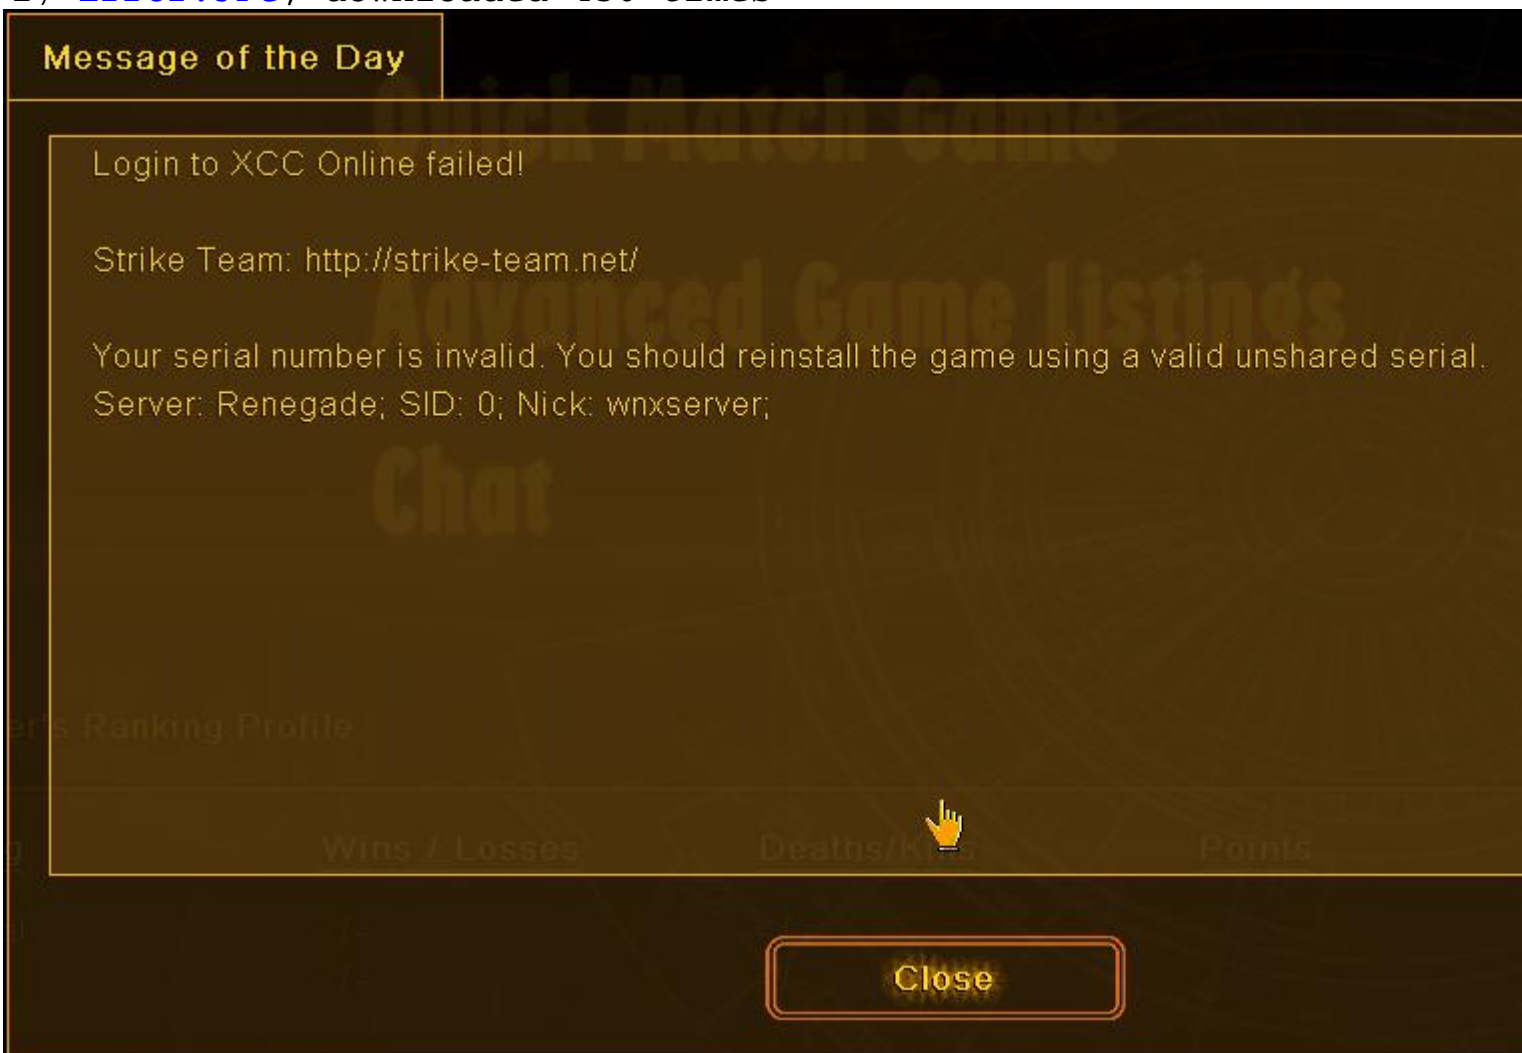 Message of the Day
Quick Match Game
Login to XCC Online failed!
Strike Team: http://strike-team.net/
Advanced Game Listings
Your serial number is invalid. You should reinstall the game using a valid unshared serial.
Server: Renegade; SID: 0; Nick: wnxserver;
Chat
Ranking Profile
Wins / Losses
Deaths/Kills
Points
Close